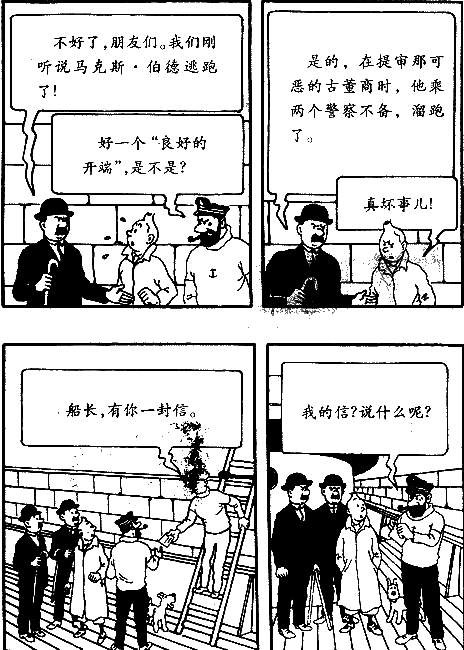 不好了,朋友们。我们刚
听说马克斯·伯德逃跑
了!
好一个“良好的
开端”,是不是?
是的，在提审那可
恶的古董商时，他乘
两个警察不备，溜跑
了。
真坏事儿!
船长,有你一封信。
我的信?说什么呢?